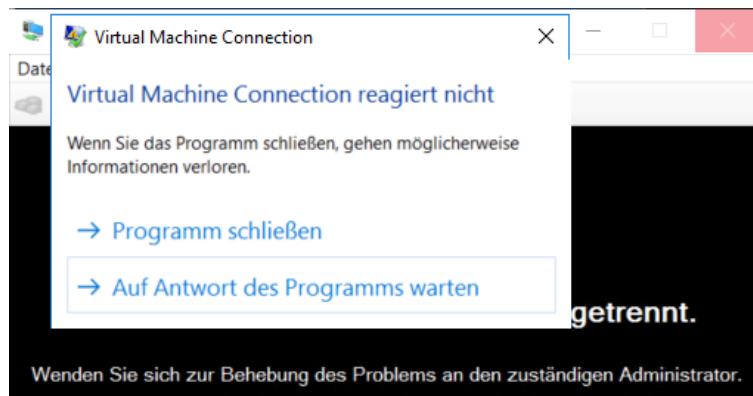 Virtual Machine Connection
Date
Virtual Machine Connection reagiert nicht
Wenn Sie das Programm schließen, gehen möglicherweise
Informationen verloren.
→ Programm schließen
→ Auf Antwort des Programms warten
getrennt.
Wenden Sie sich zur Behebung des Problems an den zuständigen Administrator.